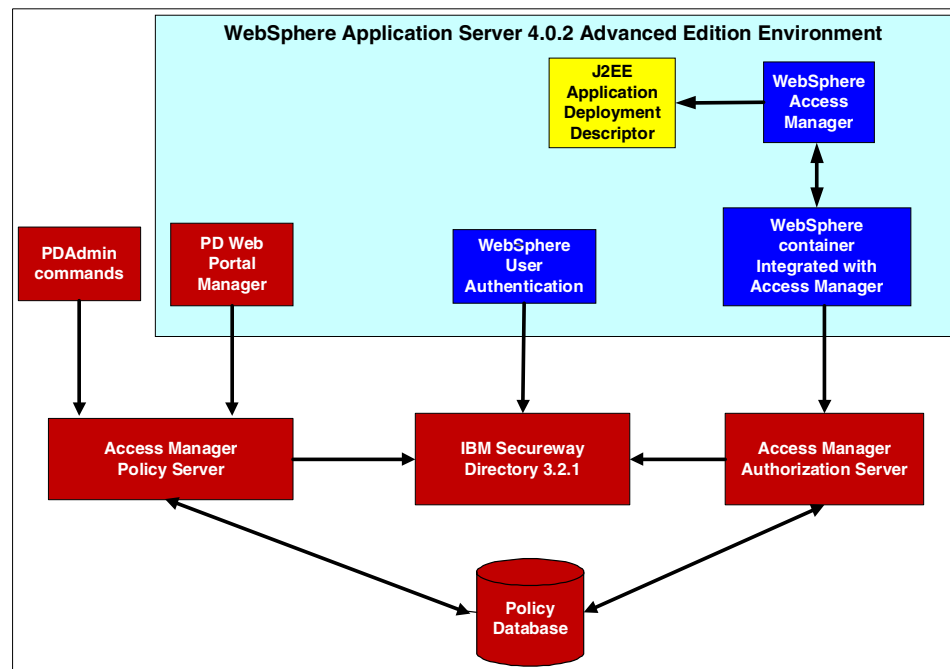 WebSphere Application Server 4.0.2 Advanced Edition Environment
J2EE
Application
Deployment
Descriptor
WebSphere
Access
Manager
PDAdmin
commands
PD Web
Portal
Manager
WebSphere
User
Authentication
WebSphere
container
Integrated with
Access Manager
Access Manager
Policy Server
IBM Secureway
Directory 3.2.1
Access Manager
Authorization Server
Policy
Database